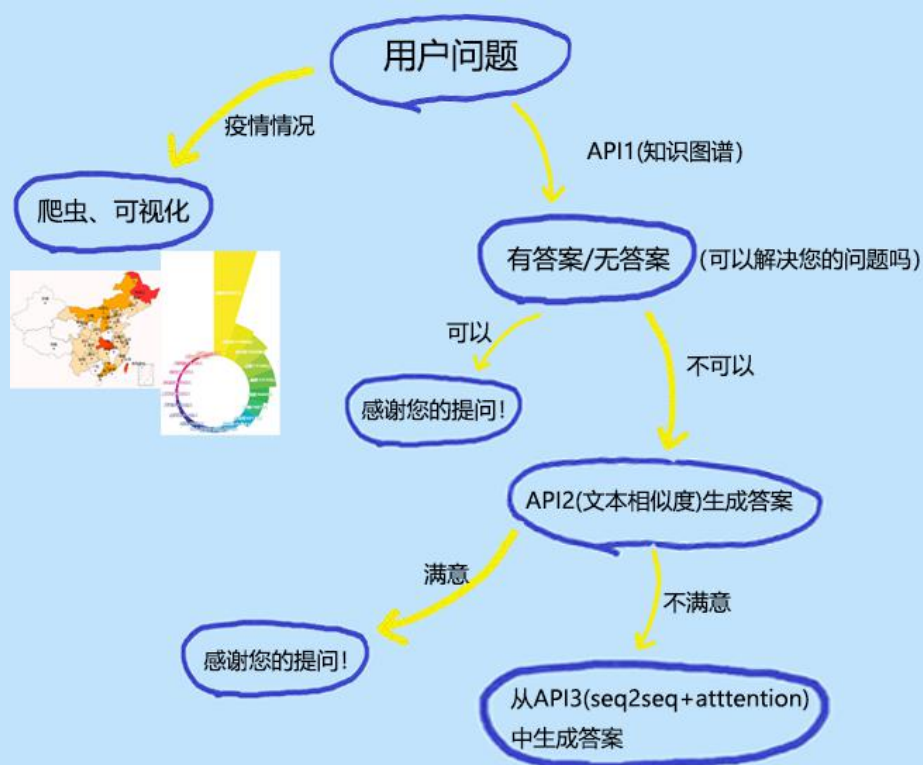 用户问题
疫情情况
API1(知识图谱)
爬虫、可视化
有答案/无答案
(可以解决您的问题吗)
可以
不可以
感谢您的提问！
API2(文本相似度)生成答案
满意
不满意
感谢您的提问！
从API3(seq2seq+atttention)
中生成答案